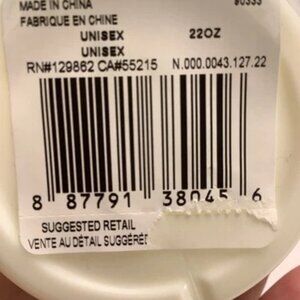 MADE IN CHINA 90333
FABRIQUE EN CHINE
UNISEX 22OZ
UNISEX
RN#129862 CA#55215 N.000.0043.127.22
8 87791 38045 6
SUGGESTED RETAIL
VENTE AU DÉTAIL SUGGÉRÉ